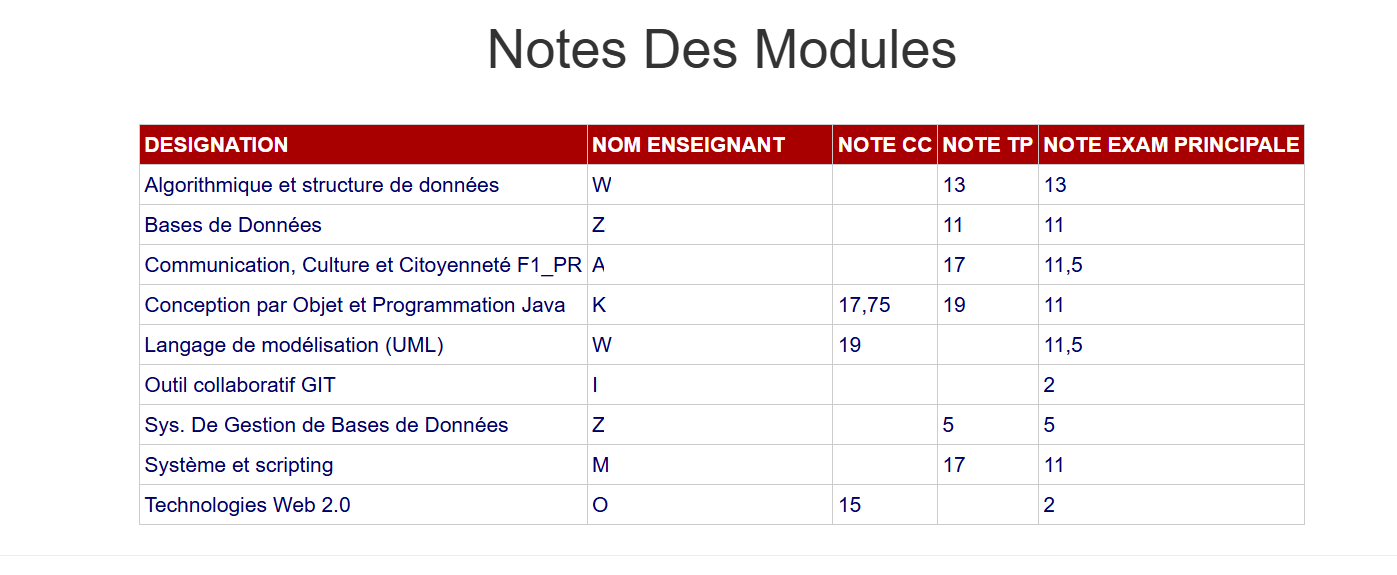 Notes Des Modules
DESIGNATION NOM ENSEIGNANT NOTE CC NOTE TP NOTE EXAM PRINCIPALE
Algorithmique et structure de données W 13 13
Bases de Données Z 11 11
Communication, Culture et Citoyenneté F1_PR A 17 11,5
Conception par Objet et Programmation Java K 17,75 19 11
Langage de modélisation (UML) W 19 11,5
Outil collaboratif GIT I 2
Sys. De Gestion de Bases de Données Z 5 5
Système et scripting M 17 11
Technologies Web 2.0 O 15 2